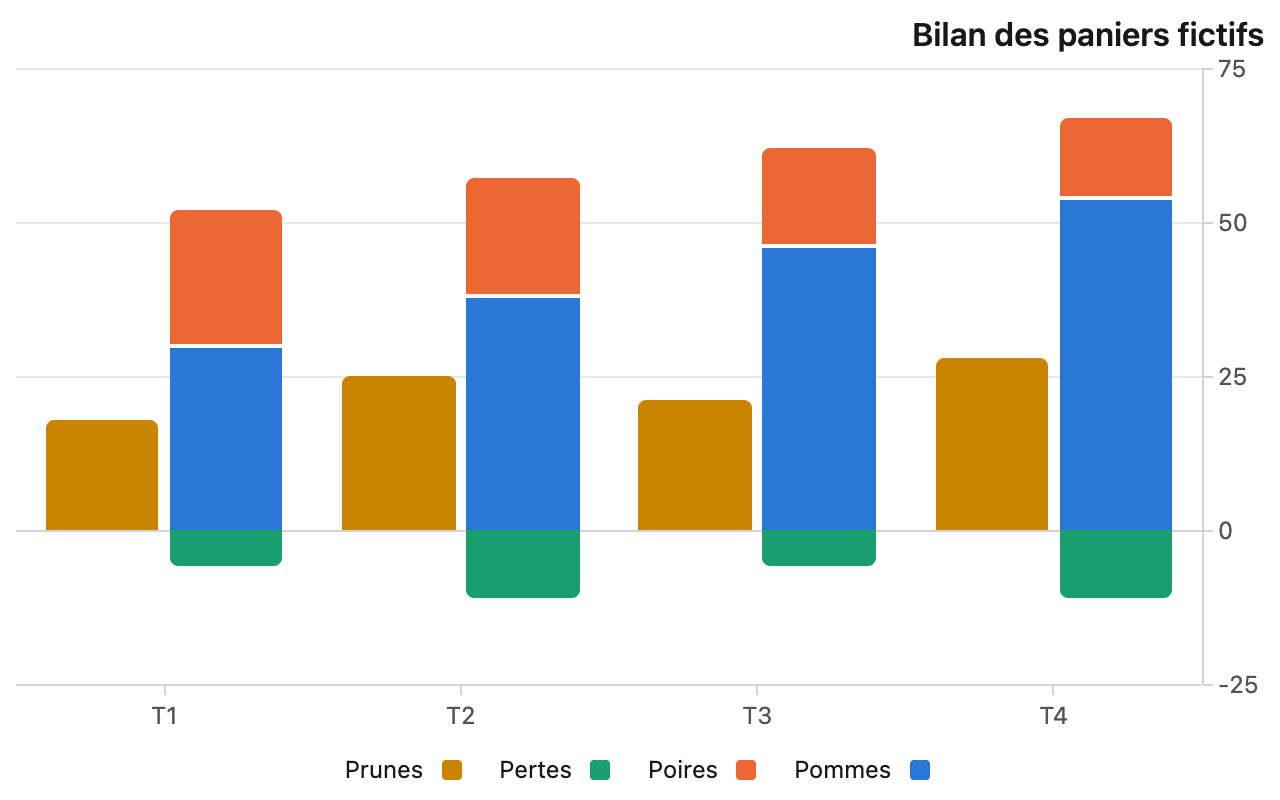 Bilan des paniers fictifs
75
50
25
0
-25
T1 T2 T3 T4
Prunes Pertes Poires Pommes